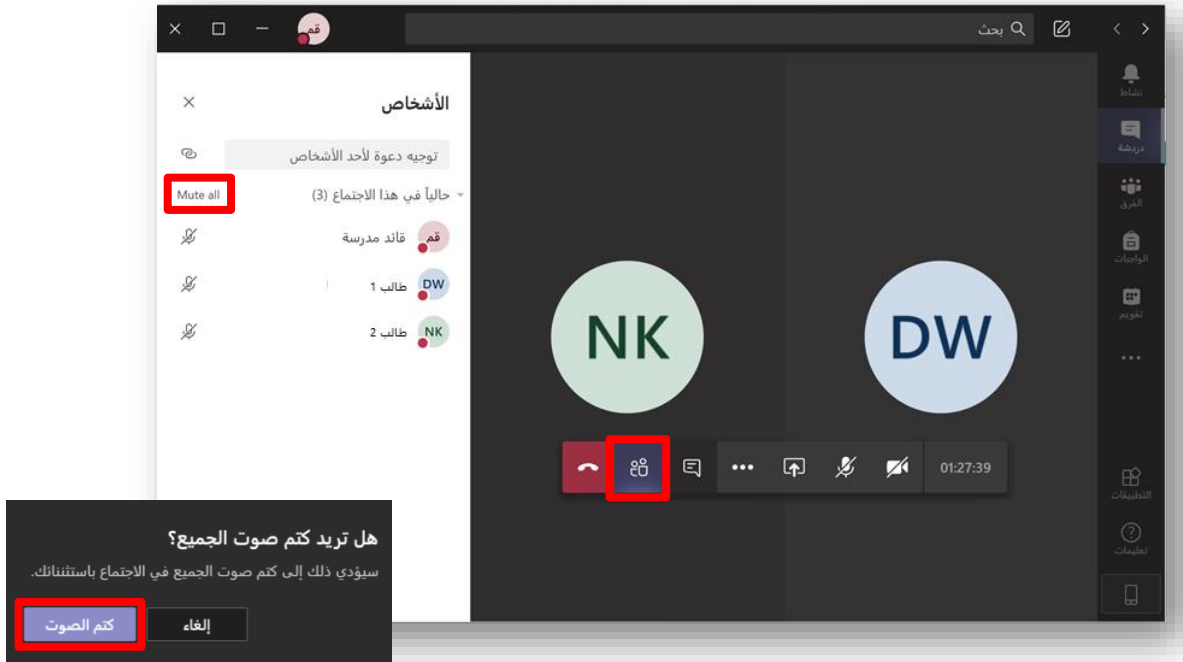 قم
بحث
نشاط
دردشة
الفرق
الواجبات
تقويم
التطبيقات
تعليمات
الأشخاص
توجيه دعوة لأحد الأشخاص
حالياً في هذا الاجتماع (3)
Mute all
قم قائد مدرسة
DW طالب 1
NK طالب 2
DW
NK
01:27:39
هل تريد كتم صوت الجميع؟
سيؤدي ذلك إلى كتم صوت الجميع في الاجتماع باستثنائك.
إلغاء
كتم الصوت